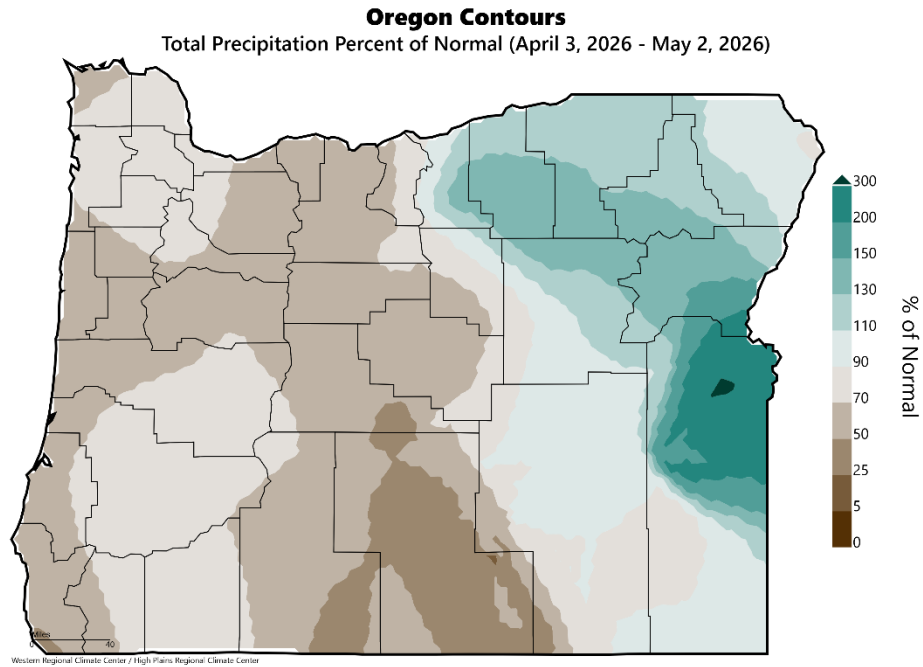 Oregon Contours
Total Precipitation Percent of Normal (April 3, 2026 - May 2, 2026)
300
200
150
130
110
90
70
50
25
5
0
% of Normal
Miles
0 40
Western Regional Climate Center / High Plains Regional Climate Center